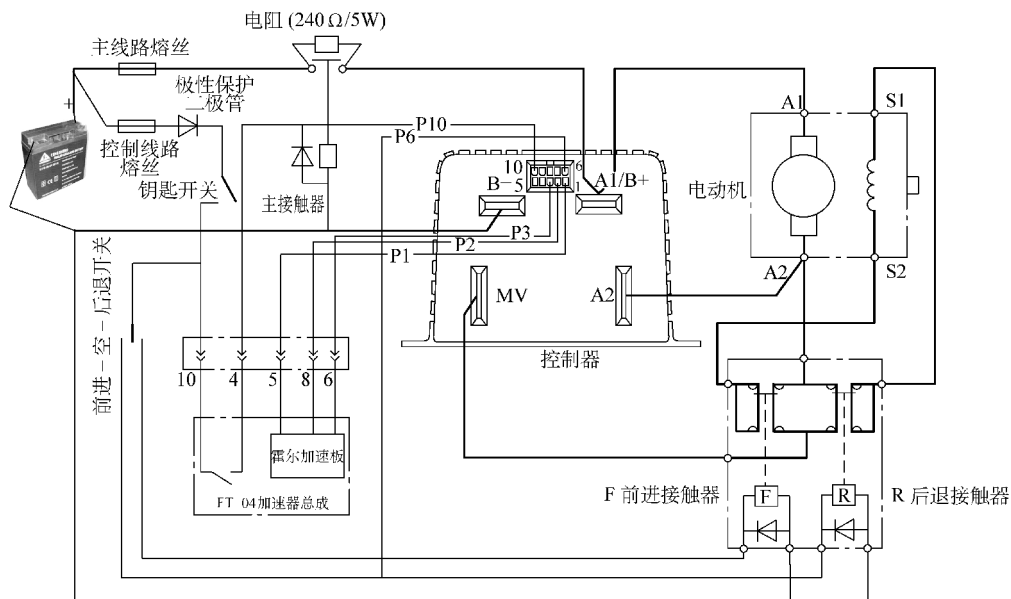 电阻 (240 Ω/5W)
主线路熔丝
极性保护
二极管
+
控制线路
熔丝
钥匙开关
主接触器
P10
P6
P3
P2
P1
10
6
B-
5
1
A1/B+
MV
A2
控制器
电动机
A1
S1
A2
S2
前进-空-后退开关
10
4
5
8
6
霍尔加速板
FT 04加速器总成
F 前进接触器
F
R
R 后退接触器